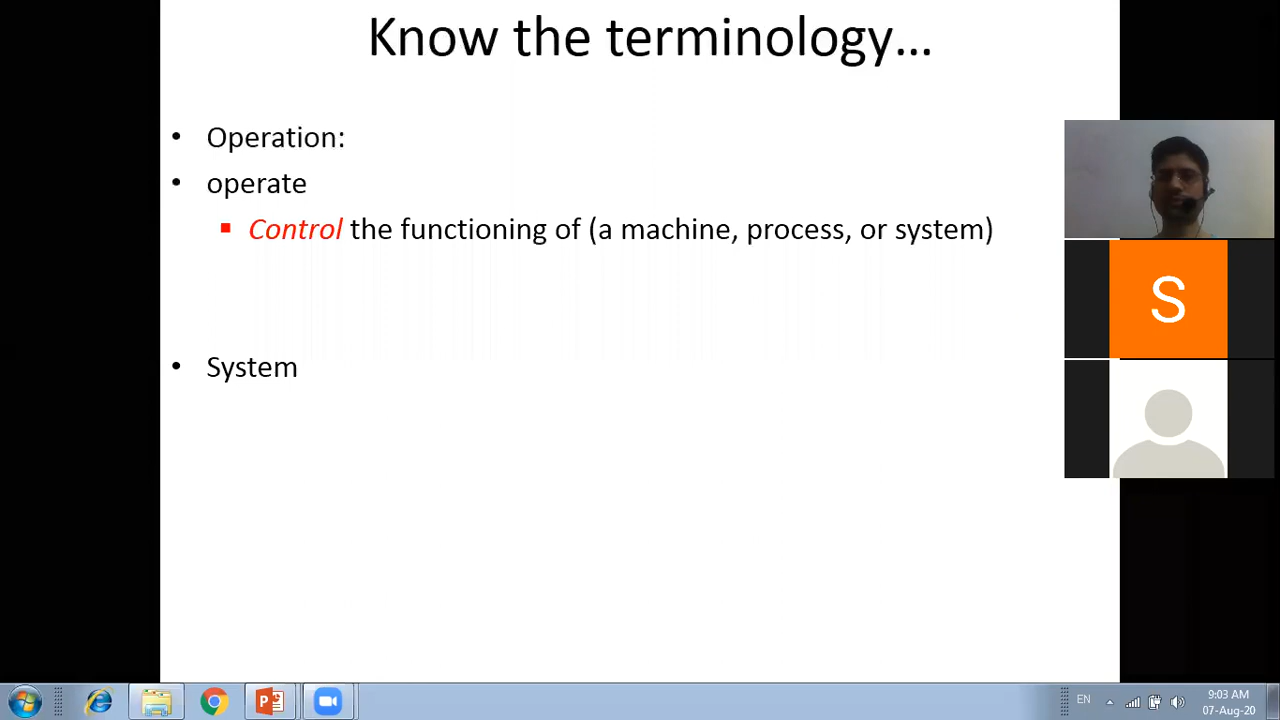 Know the terminology...
• Operation:
• operate
▪ Control the functioning of (a machine, process, or system)
• System
S
EN
9:03 AM
07-Aug-20